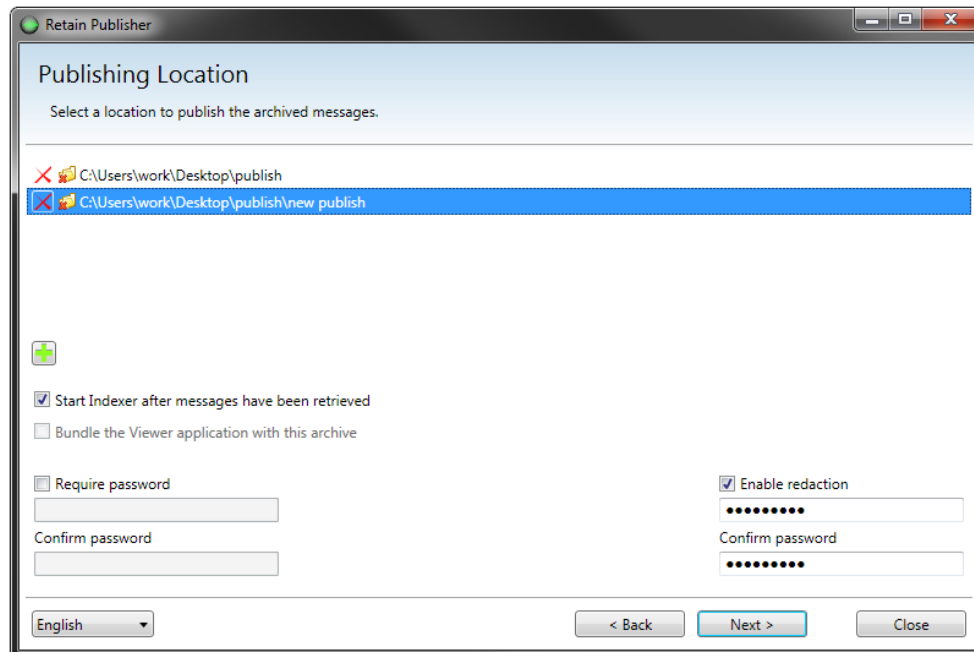 Retain Publisher
Publishing Location
Select a location to publish the archived messages.
C:\Users\work\Desktop\publish
C:\Users\work\Desktop\publish\new publish
Start Indexer after messages have been retrieved
Bundle the Viewer application with this archive
Require password
Enable redaction
•••••••••
Confirm password
Confirm password
•••••••••
English
< Back
Next >
Close